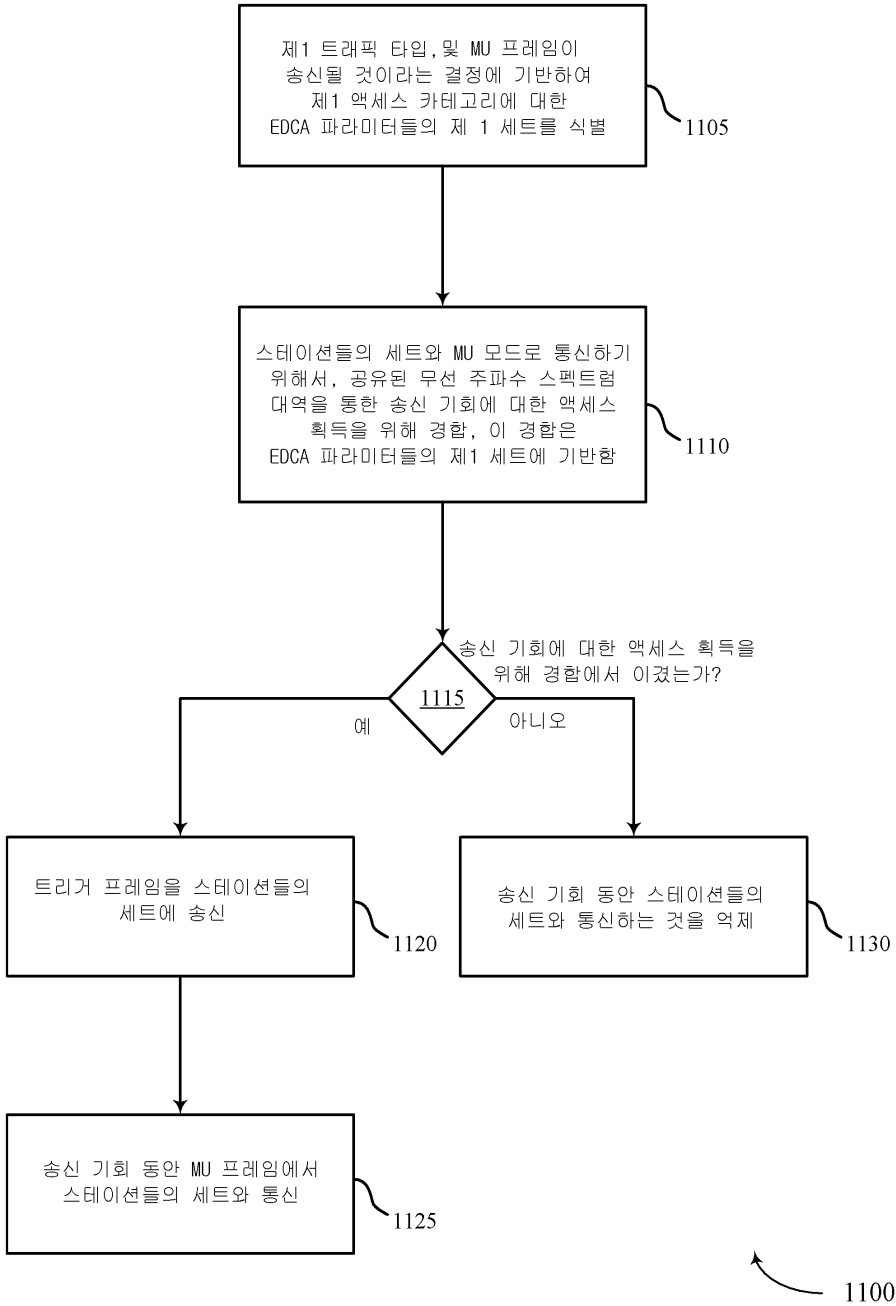 제1 트래픽 타입,및 MU 프레임이
송신될 것이라는 결정에 기반하여
제1 액세스 카테고리에 대한
EDCA 파라미터들의 제 1 세트를 식별
1105
스테이션들의 세트와 MU 모드로 통신하기
위해서, 공유된 무선 주파수 스펙트럼
대역을 통한 송신 기회에 대한 액세스
획득을 위해 경합, 이 경합은
EDCA 파라미터들의 제1 세트에 기반함
1110
송신 기회에 대한 액세스 획득을
위해 경합에서 이겼는가?
1115
예
아니오
트리거 프레임을 스테이션들의
세트에 송신
1120
송신 기회 동안 스테이션들의
세트와 통신하는 것을 억제
1130
송신 기회 동안 MU 프레임에서
스테이션들의 세트와 통신
1125
1100